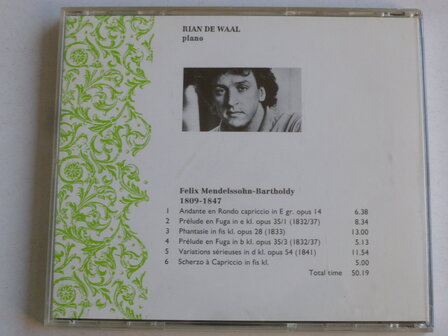 RIAN DE WAAL
piano
Felix Mendelssohn-Bartholdy
1809-1847
1 Andante en Rondo capriccio in E gr. opus 14 6.38
2 Prélude en Fuga in e kl. opus 35/1 (1832/37) 8.34
3 Phantasie in fis kl. opus 28 (1833) 13.00
4 Prélude en Fuga in b kl. opus 35/3 (1832/37) 5.13
5 Variations sérieuses in d kl. opus 54 (1841) 11.54
6 Scherzo à Capriccio in fis kl. 5.00
Total time 50.19